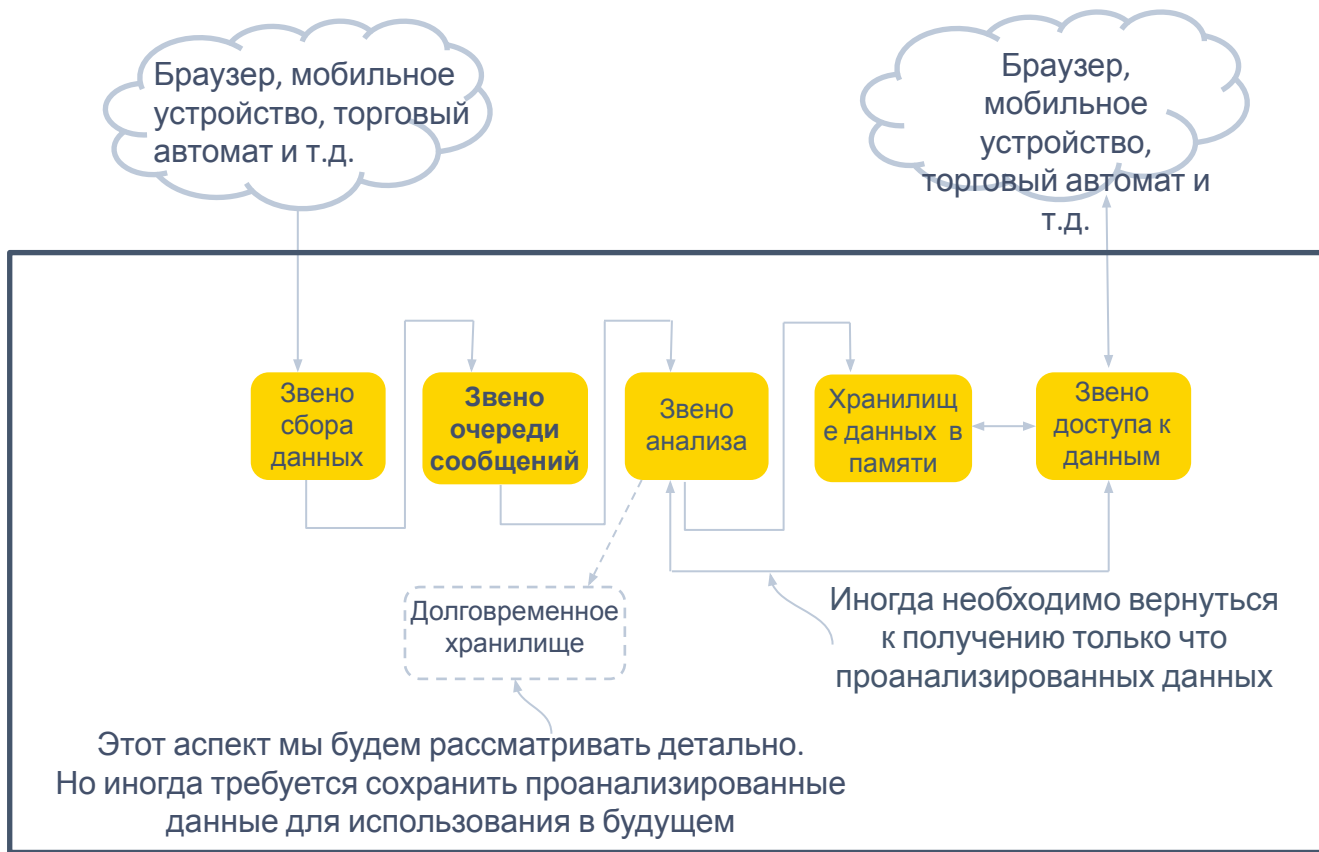 Браузер, мобильное
устройство, торговый
автомат и т.д.
Браузер,
мобильное
устройство,
торговый автомат и
т.д.
Звено
сбора
данных
Звено
очереди
сообщений
Звено
анализа
Хранилищ
е данных в
памяти
Звено
доступа к
данным
Долговременное
хранилище
Иногда необходимо вернуться
к получению только что
проанализированных данных
Этот аспект мы будем рассматривать детально.
Но иногда требуется сохранить проанализированные
данные для использования в будущем